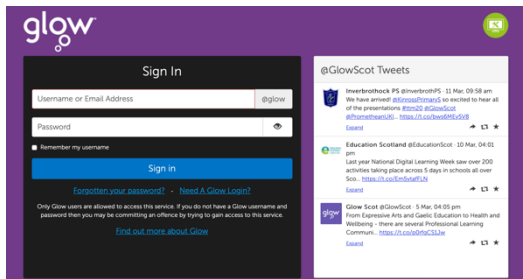 glow
Sign In
Username or Email Address
@glow
Password
Remember my username
Sign in
Forgotten your password? - Need A Glow Login?
Only Glow users are allowed to access this service. If you do not have a Glow username and
password then you may be committing an offence by trying to gain access to this service.
Find out more about Glow
@GlowScot Tweets
Inverbrothock PS @InverbrothPS · 11 Mar, 09:58 am
We have arrived! @KinrossPrimaryS so excited to hear all
of the presentations #ttm20 @GlowScot
@PrometheanUKI... https://t.co/bws6MEv5V8
Expand
Education Scotland @EducationScot · 10 Mar, 04:01
pm
Last year National Digital Learning Week saw over 200
activities taking place across 5 days in schools all over
Sco...
Expand
glow
Glow Scot @GlowScot · 5 Mar, 04:05 pm
From Expressive Arts and Gaelic Education to Health and
Wellbeing - there are several Professional Learning
Communi...
Expand